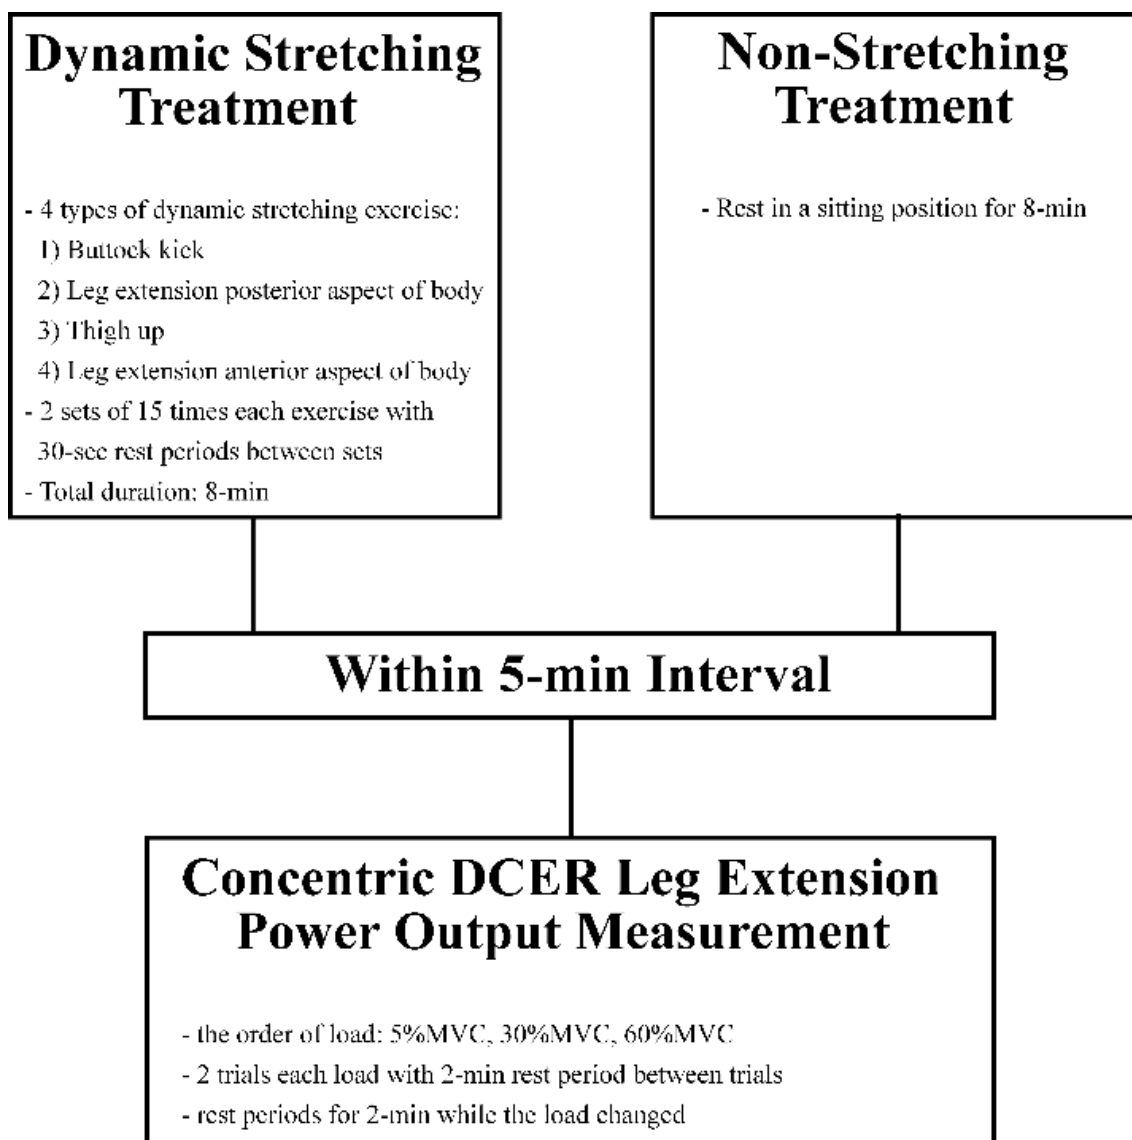 Dynamic Stretching
Treatment
- 4 types of dynamic stretching exercise:
1) Buttock kick
2) Leg extension posterior aspect of body
3) Thigh up
4) Leg extension anterior aspect of body
- 2 sets of 15 times each exercise with
30-sec rest periods between sets
- Total duration: 8-min
Non-Stretching
Treatment
- Rest in a sitting position for 8-min
Within 5-min Interval
Concentric DCER Leg Extension
Power Output Measurement
- the order of load: 5%MVC, 30%MVC, 60%MVC
- 2 trials each load with 2-min rest period between trials
- rest periods for 2-min while the load changed